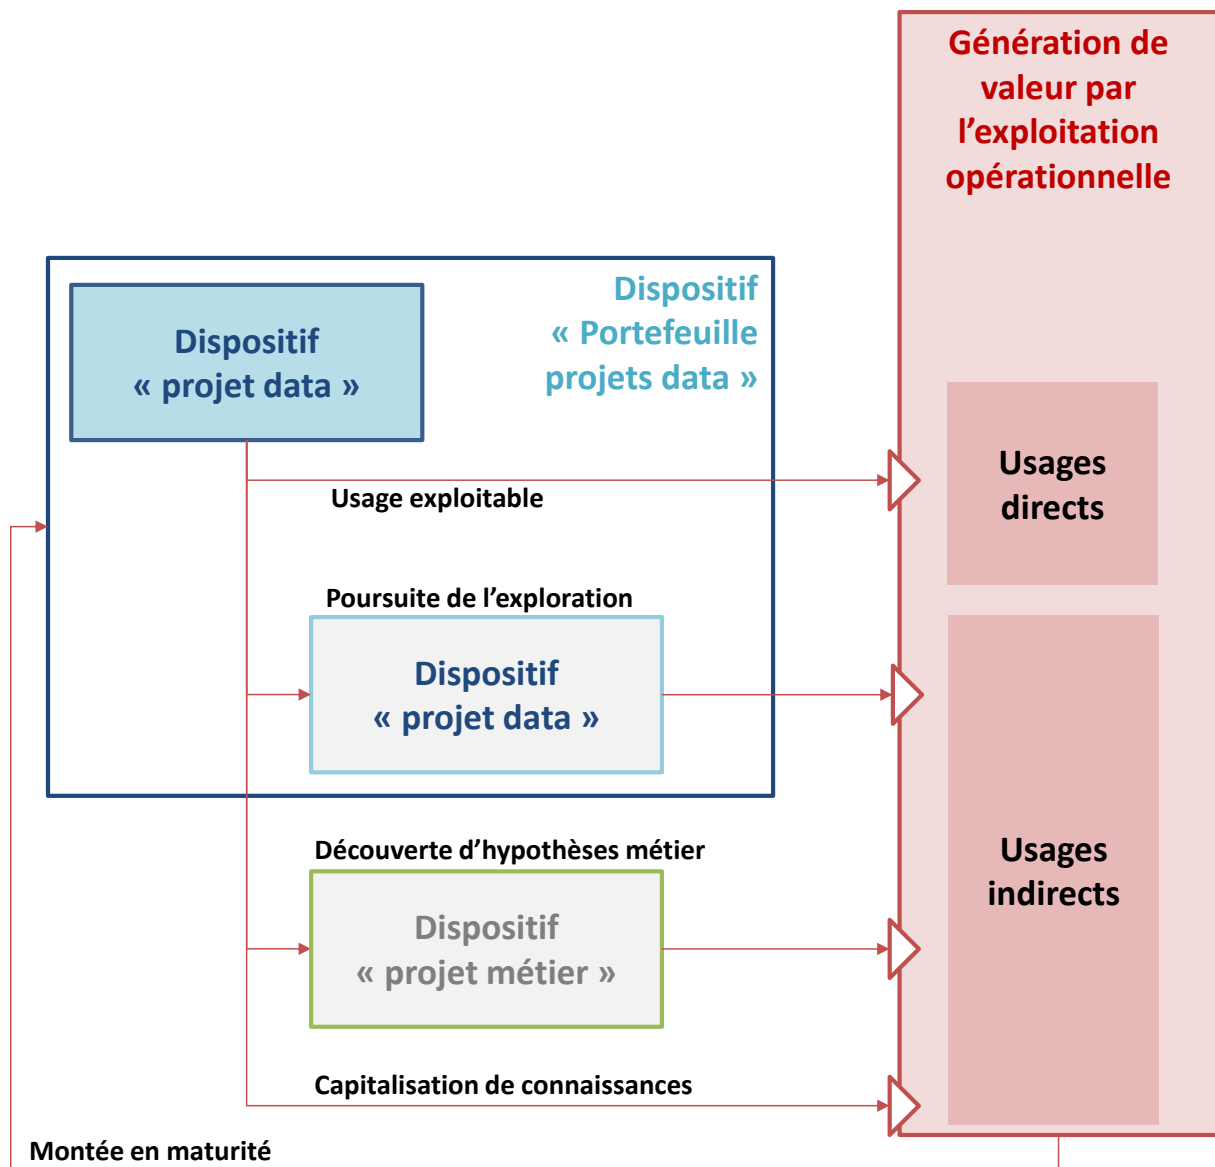 Génération de
valeur par
l’exploitation
opérationnelle
Dispositif
« Portefeuille
projets data »
Dispositif
« projet data »
Usages
directs
Usage exploitable
Poursuite de l’exploration
Dispositif
« projet data »
Découverte d’hypothèses métier
Usages
indirects
Dispositif
« projet métier »
Capitalisation de connaissances
Montée en maturité